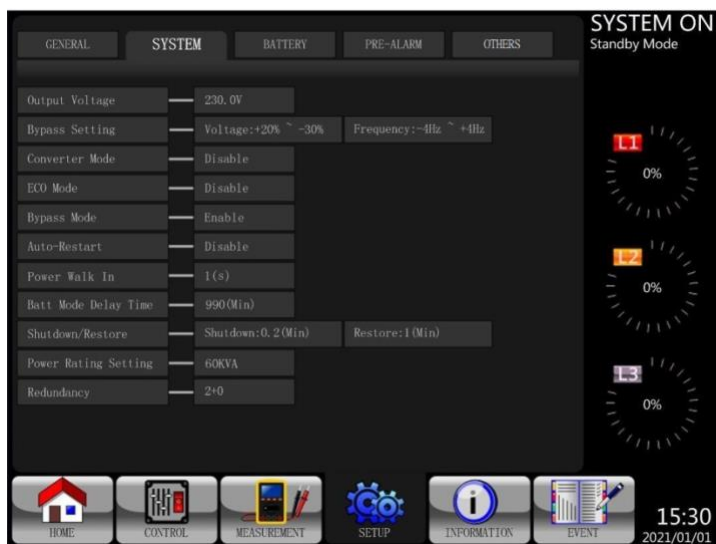 GENERAL SYSTEM BATTERY PRE-ALARM OTHERS
SYSTEM ON
Standby Mode
Output Voltage 230.0V
Bypass Setting Voltage:+20% ~ -30% Frequency:-4Hz ~ +4Hz
Converter Mode Disable
ECO Mode Disable
Bypass Mode Enable
Auto-Restart Disable
Power Walk In 1(s)
Batt Mode Delay Time 990(Min)
Shutdown/Restore Shutdown:0.2(Min) Restore:1(Min)
Power Rating Setting 60KVA
Redundancy 2+0
L1
0%
L2
0%
L3
0%
HOME CONTROL MEASUREMENT SETUP INFORMATION EVENT
15:30
2021/01/01